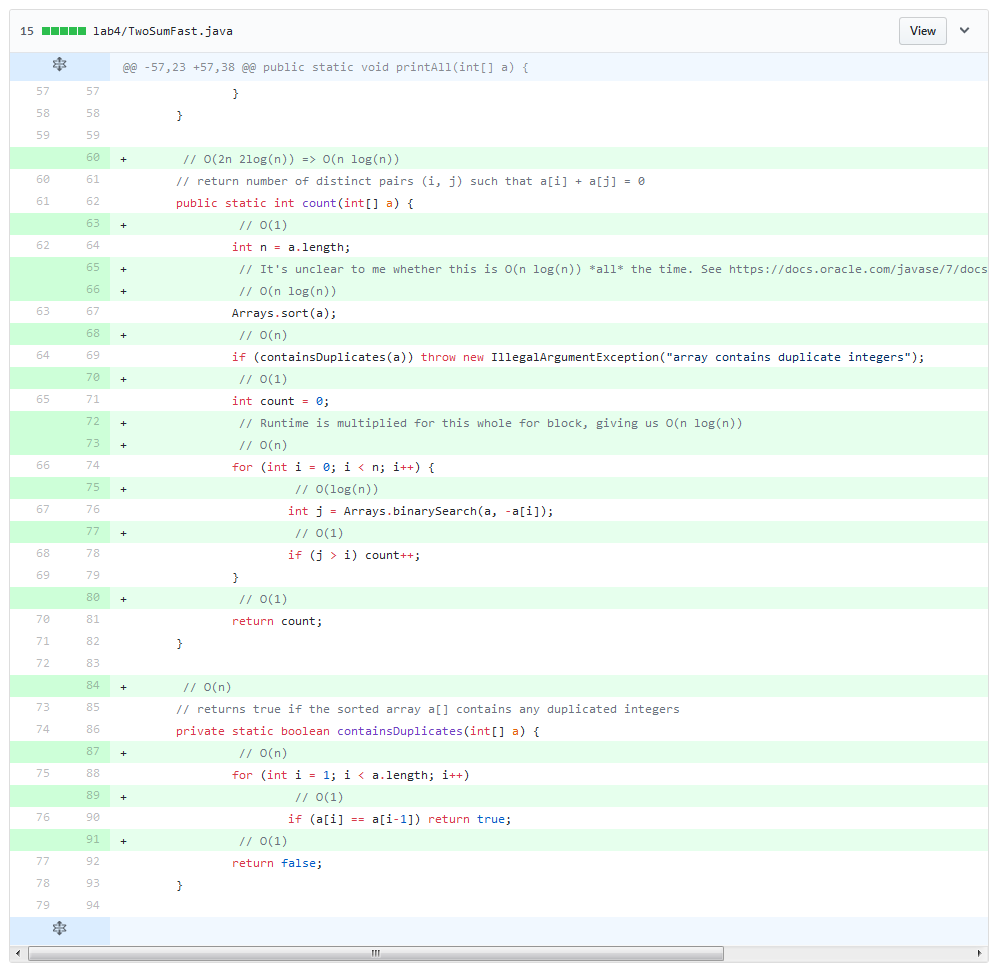 15 lab4/TwoSumFast.java View
@@ -57,23 +57,38 @@ public static void printAll(int[] a) {
57 57 }
58 58 }
59 59
60 + // O(2n 2log(n)) => O(n log(n))
60 61 // return number of distinct pairs (i, j) such that a[i] + a[j] = 0
61 62 public static int count(int[] a) {
63 + // O(1)
62 64 int n = a.length;
65 + // It's unclear to me whether this is O(n log(n)) *all* the time. See https://docs.oracle.com/javase/7/docs
66 + // O(n log(n))
63 67 Arrays.sort(a);
68 + // O(n)
64 69 if (containsDuplicates(a)) throw new IllegalArgumentException("array contains duplicate integers");
70 + // O(1)
65 71 int count = 0;
72 + // Runtime is multiplied for this whole for block, giving us O(n log(n))
73 + // O(n)
66 74 for (int i = 0; i < n; i++) {
75 + // O(log(n))
67 76 int j = Arrays.binarySearch(a, -a[i]);
77 + // O(1)
68 78 if (j > i) count++;
69 79 }
80 + // O(1)
70 81 return count;
71 82 }
72 83
84 + // O(n)
73 85 // returns true if the sorted array a[] contains any duplicated integers
74 86 private static boolean containsDuplicates(int[] a) {
87 + // O(n)
75 88 for (int i = 1; i < a.length; i++)
89 + // O(1)
76 90 if (a[i] == a[i-1]) return true;
91 + // O(1)
77 92 return false;
78 93 }
79 94